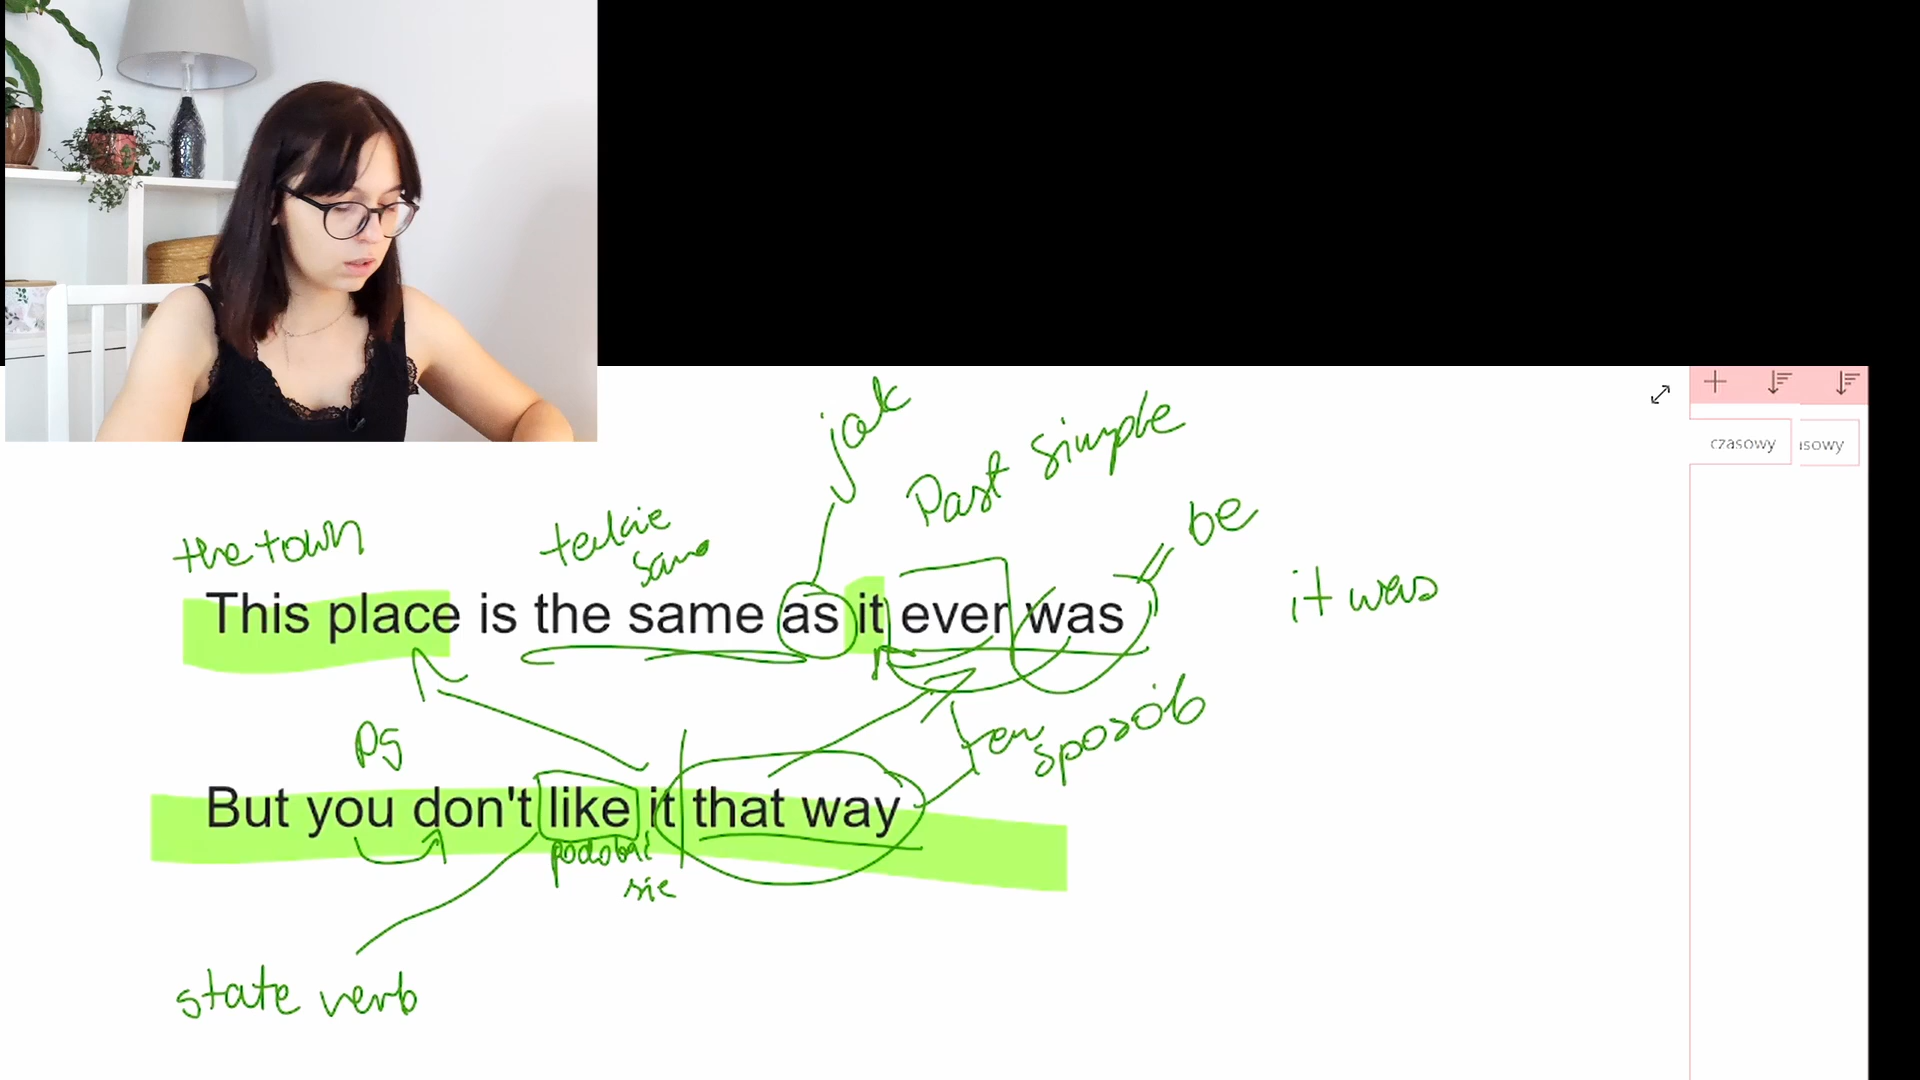 jak
Past simple
be
the town
takie
samo
This place is the same as it ever was
it was
ten
sposób
PS
But you don't like it that way
podobać
się
state verb
czasowy
asowy